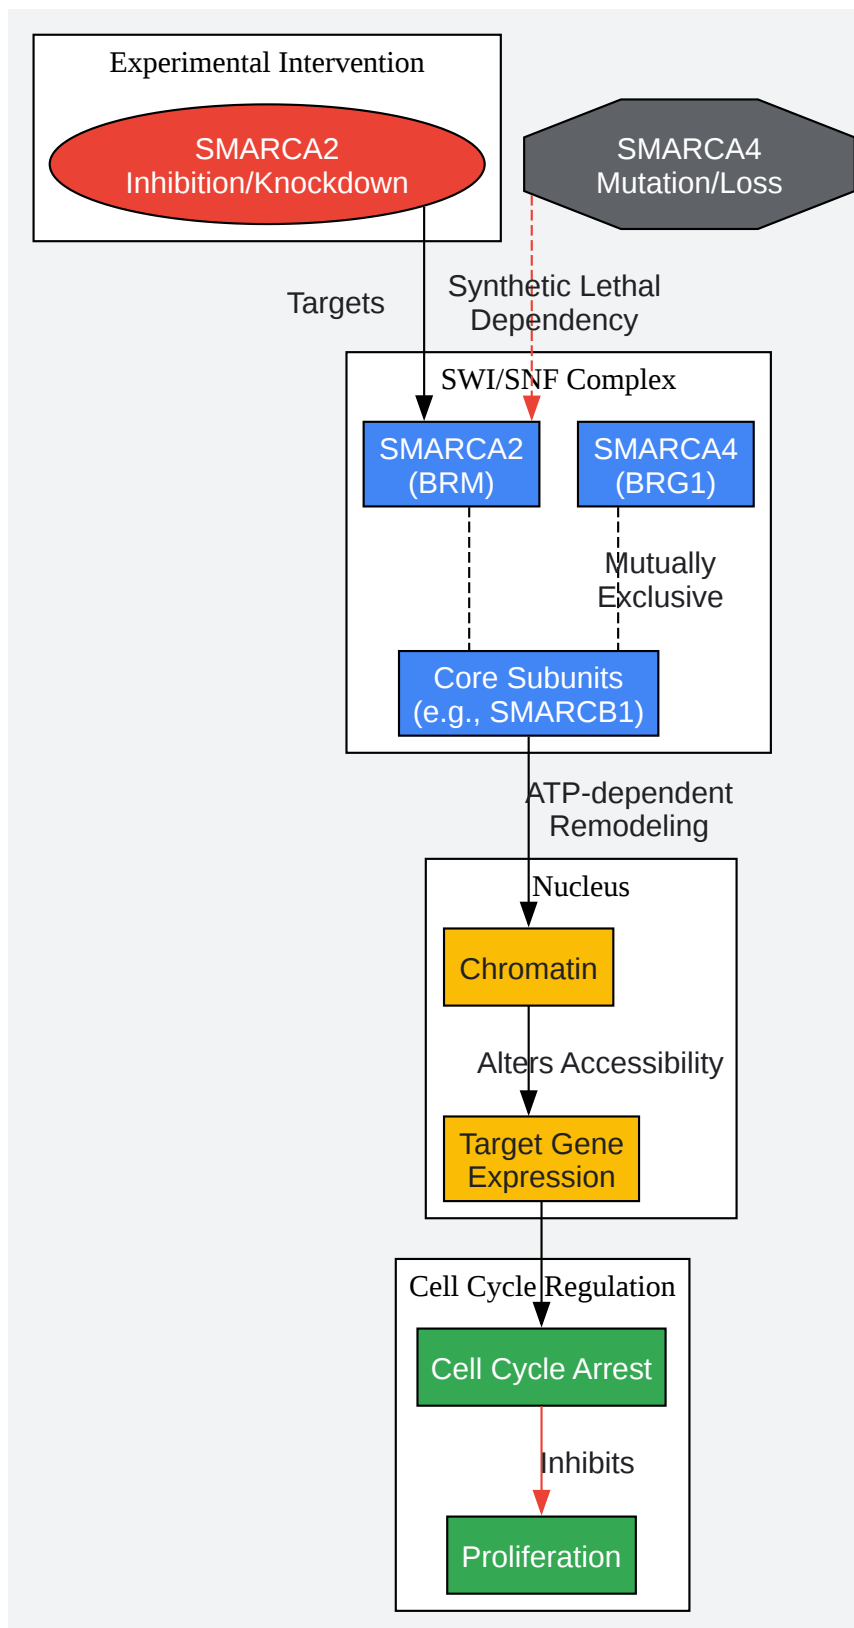 Experimental Intervention
SMARCA2
Inhibition/Knockdown
SMARCA4
Mutation/Loss
Targets
Synthetic Lethal
Dependency
SWI/SNF Complex
SMARCA2
(BRM)
SMARCA4
(BRG1)
Mutually
Exclusive
Core Subunits
(e.g., SMARCB1)
ATP-dependent
Remodeling
Nucleus
Chromatin
Alters Accessibility
Target Gene
Expression
Cell Cycle Regulation
Cell Cycle Arrest
Inhibits
Proliferation